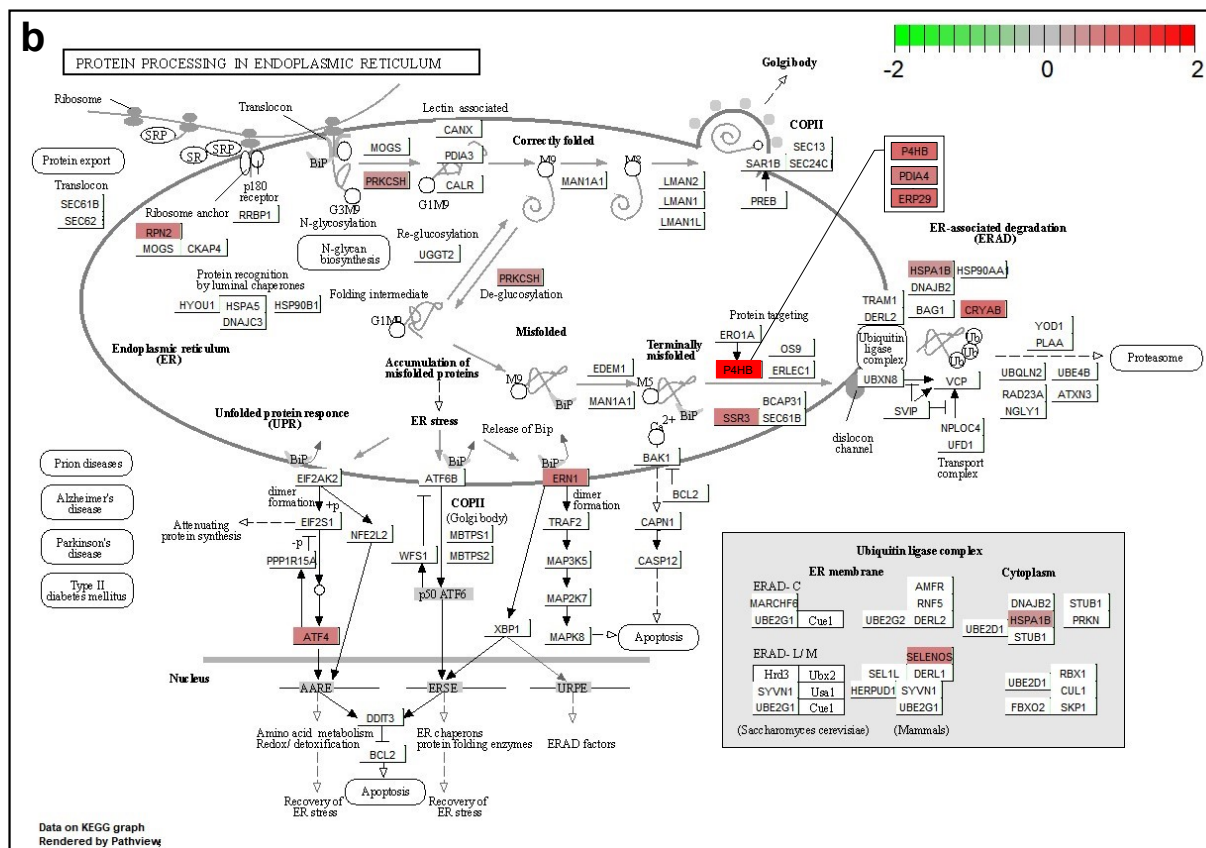 b
-2
0
2
PROTEIN PROCESSING IN ENDOPLASMIC RETICULUM
Golgi body
Ribosome
Translocon
Lectin associated
CANX
Correctly folded
COPII
SRP
SR
SRP
BiP
MOGS
PDIA3
M9
M8
SEC13
SAR1B
SEC24C
P4HB
PDIA4
ERP29
Protein export
p180
receptor
PRKCSH
CALR
MAN1A1
LMAN2
LMAN1
LMAN1L
PREB
Translocon
SEC61B
SEC62
Ribosome anchor
RRBP1
G3M9
G1M9
N-glycosylation
RPN2
MOGS
CKAP4
N-glycan
biosynthesis
Re-glucosylation
UGGT2
ER-associated degradation
(ERAD)
Protein recognition
by luminal chaperones
HYOU1
HSPA5
HSP90B1
DNAJC3
PRKCSH
De-glucosylation
Folding intermediate
G1M9
HSPA1B
HSP90AA1
DNAJB2
TRAM1
DERL2
BAG1
CRYAB
Protein targeting
ERO1A
OS9
P4HB
ERLEC1
Ubiquitin
ligase
complex
Ub
Ub
Ub
YOD1
PLAA
Proteasome
Endoplasmic reticulum
(ER)
Misfolded
Terminally
misfolded
Accumulation of
misfolded proteins
M9
EDEM1
MAN1A1
BiP
M5
BiP
UBXN8
VCP
UBQLN2
UBE4B
RAD23A
ATXN3
NGLY1
BCAP31
SSR3
SEC61B
SVIP
dislocon
channel
NPLOC4
UFD1
Transport
complex
Unfolded protein responce
(UPR)
ER stress
Release of Bip
Ca2+
BAK1
BiP
BiP
BiP
EIF2AK2
ATF6B
ERN1
BCL2
Prion diseases
Alzheimer's
disease
Parkinson's
disease
Type II
diabetes mellitus
dimer
formation
+p
COPII
(Golgi body)
dimer
formation
Attenuating
protein synthesis
EIF2S1
-p
NFE2L2
PPP1R15A
WFS1
MBTPS1
MBTPS2
TRAF2
CAPN1
MAP3K5
CASP12
p50 ATF6
MAP2K7
ATF4
XBP1
MAPK8
Apoptosis
Nucleus
AARE
ERSE
URPE
DDIT3
Amino acid metabolism
Redox/ detoxification
BCL2
ER chaperons
protein folding enzymes
ERAD factors
Recovery of
ER stress
Apoptosis
Recovery of
ER stress
Ubiquitin ligase complex
ER membrane
Cytoplasm
ERAD- C
MARCHF6
UBE2G1
Cue1
AMFR
RNF5
UBE2G2
DERL2
DNAJB2
STUB1
HSPA1B
PRKN
UBE2D1
STUB1
ERAD- L/ M
Hrd3
Ubx2
SYVN1
Usa1
UBE2G1
Cue1
SELENOS
SEL1L
DERL1
HERPUD1
SYVN1
UBE2G1
RBX1
UBE2D1
CUL1
FBXO2
SKP1
(Saccharomyces cerevisiae)
(Mammals)
Data on KEGG graph
Rendered by Pathview